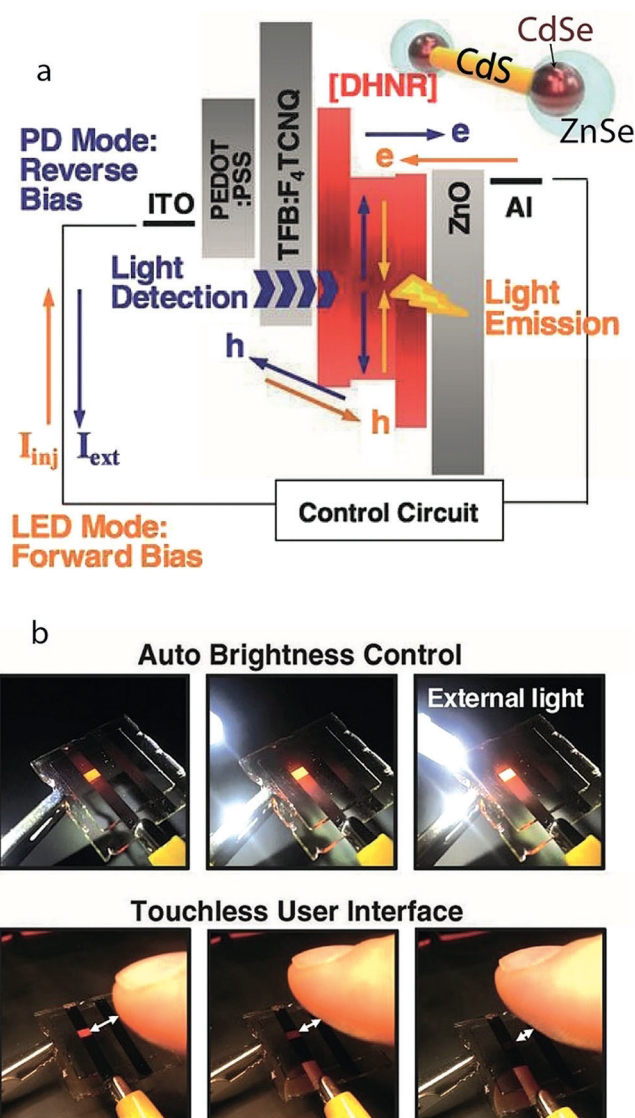 a
CdSe
CdS
ZnSe
[DHNR]
PD Mode:
Reverse
Bias
ITO
PEDOT
:PSS
TFB:F₄TCNQ
e
e
ZnO
Al
Light
Detection
Light
Emission
h
h
Iinj
Iext
LED Mode:
Forward Bias
Control Circuit
b
Auto Brightness Control
External light
Touchless User Interface